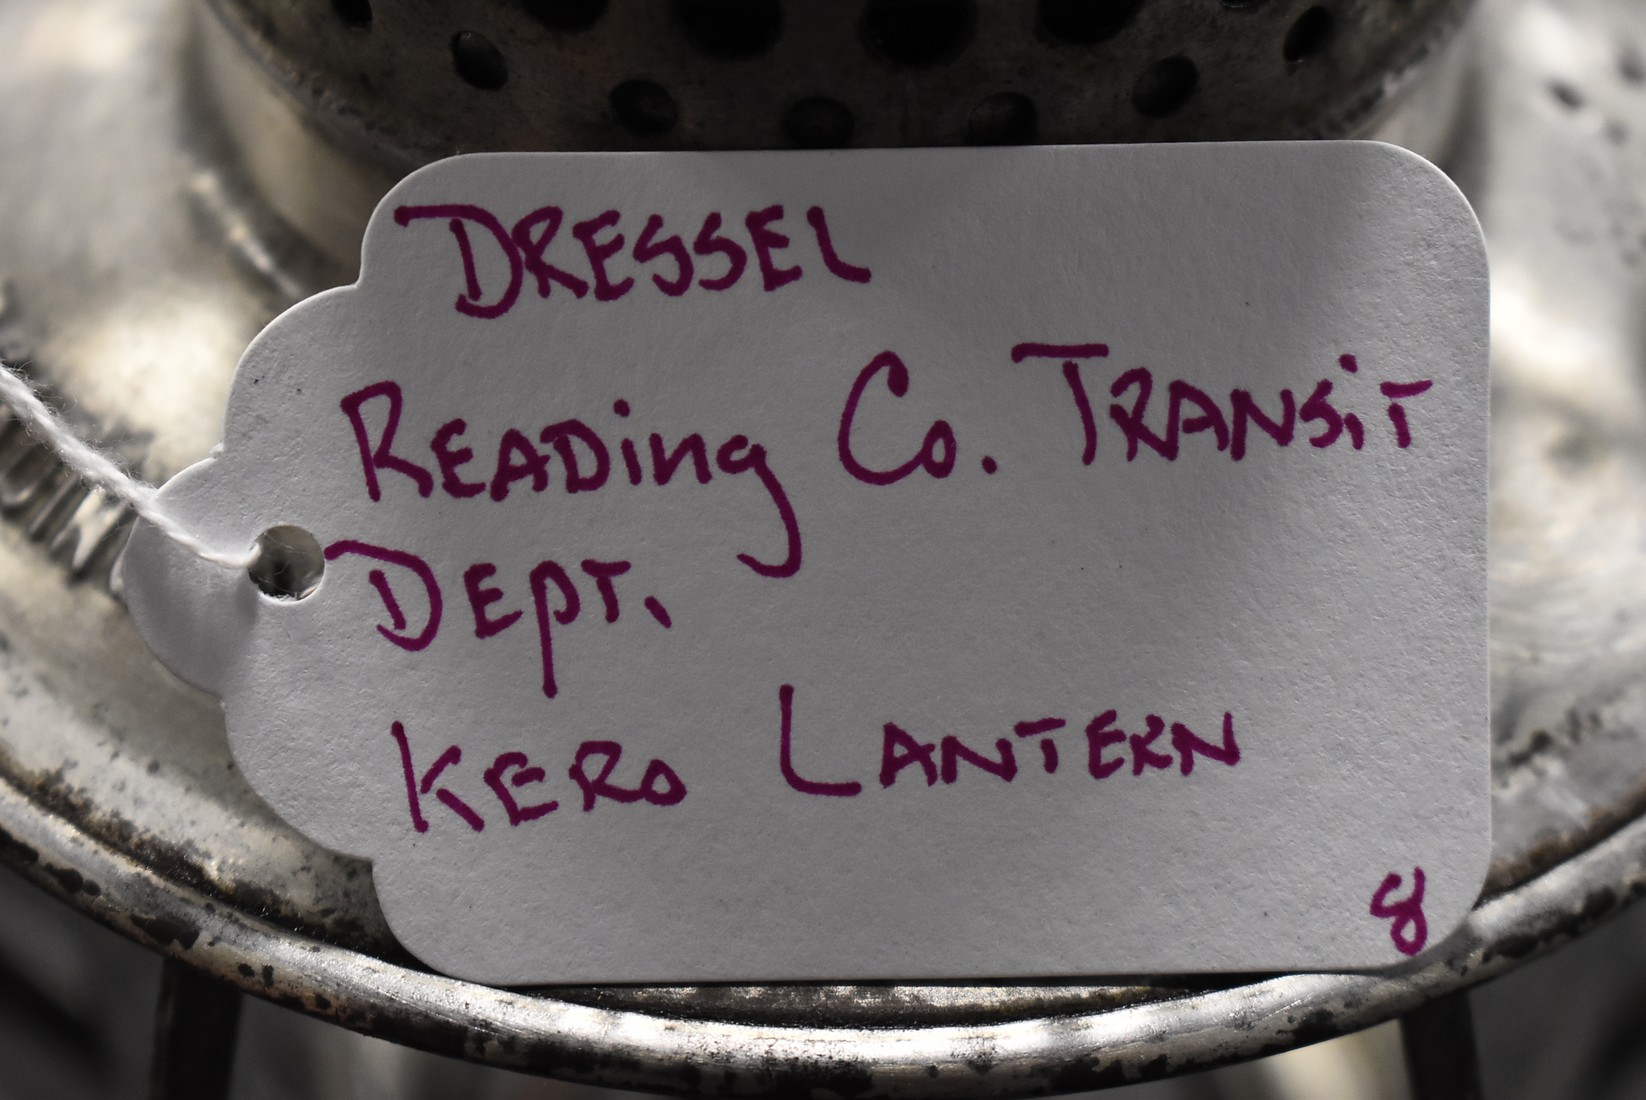 DRESSEL
READing Co. TRANSiT
DEpT.
KERO LANTERN
8